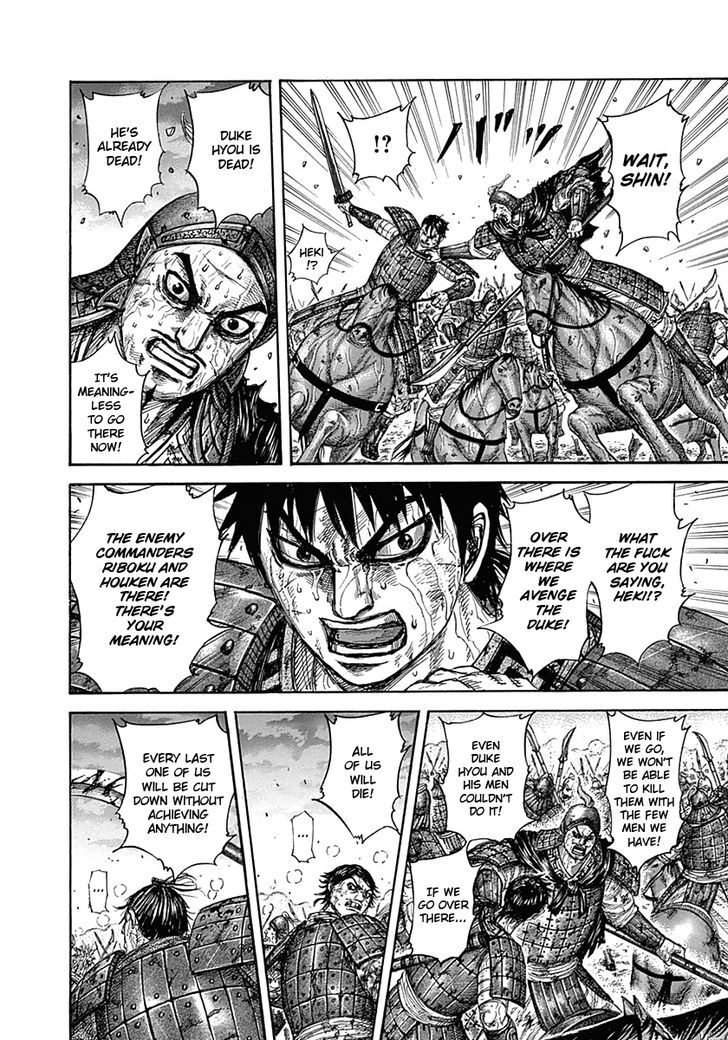 WAIT,
SHIN!
!?
HEKI
!?
DUKE
HYOU IS
DEAD!
HE'S
ALREADY
DEAD!
IT'S
MEANING-
LESS TO
GO
THERE
NOW!
WHAT
THE FUCK
ARE YOU
SAYING,
HEKI!?
OVER
THERE IS
WHERE
WE
AVENGE
THE
DUKE!
THE ENEMY
COMMANDERS
RIBOKU AND
HOUKEN ARE
THERE!
THERE'S
YOUR
MEANING!
EVEN IF
WE GO,
WE WON'T
BE ABLE
TO KILL
THEM WITH
THE FEW
MEN WE
HAVE!
EVEN
DUKE
HYOU AND
HIS MEN
COULDN'T
DO IT!
IF WE
GO OVER
THERE...
ALL
OF US
WILL
DIE!
...
EVERY LAST
ONE OF US
WILL BE CUT
DOWN WITHOUT
ACHIEVING
ANYTHING!
...